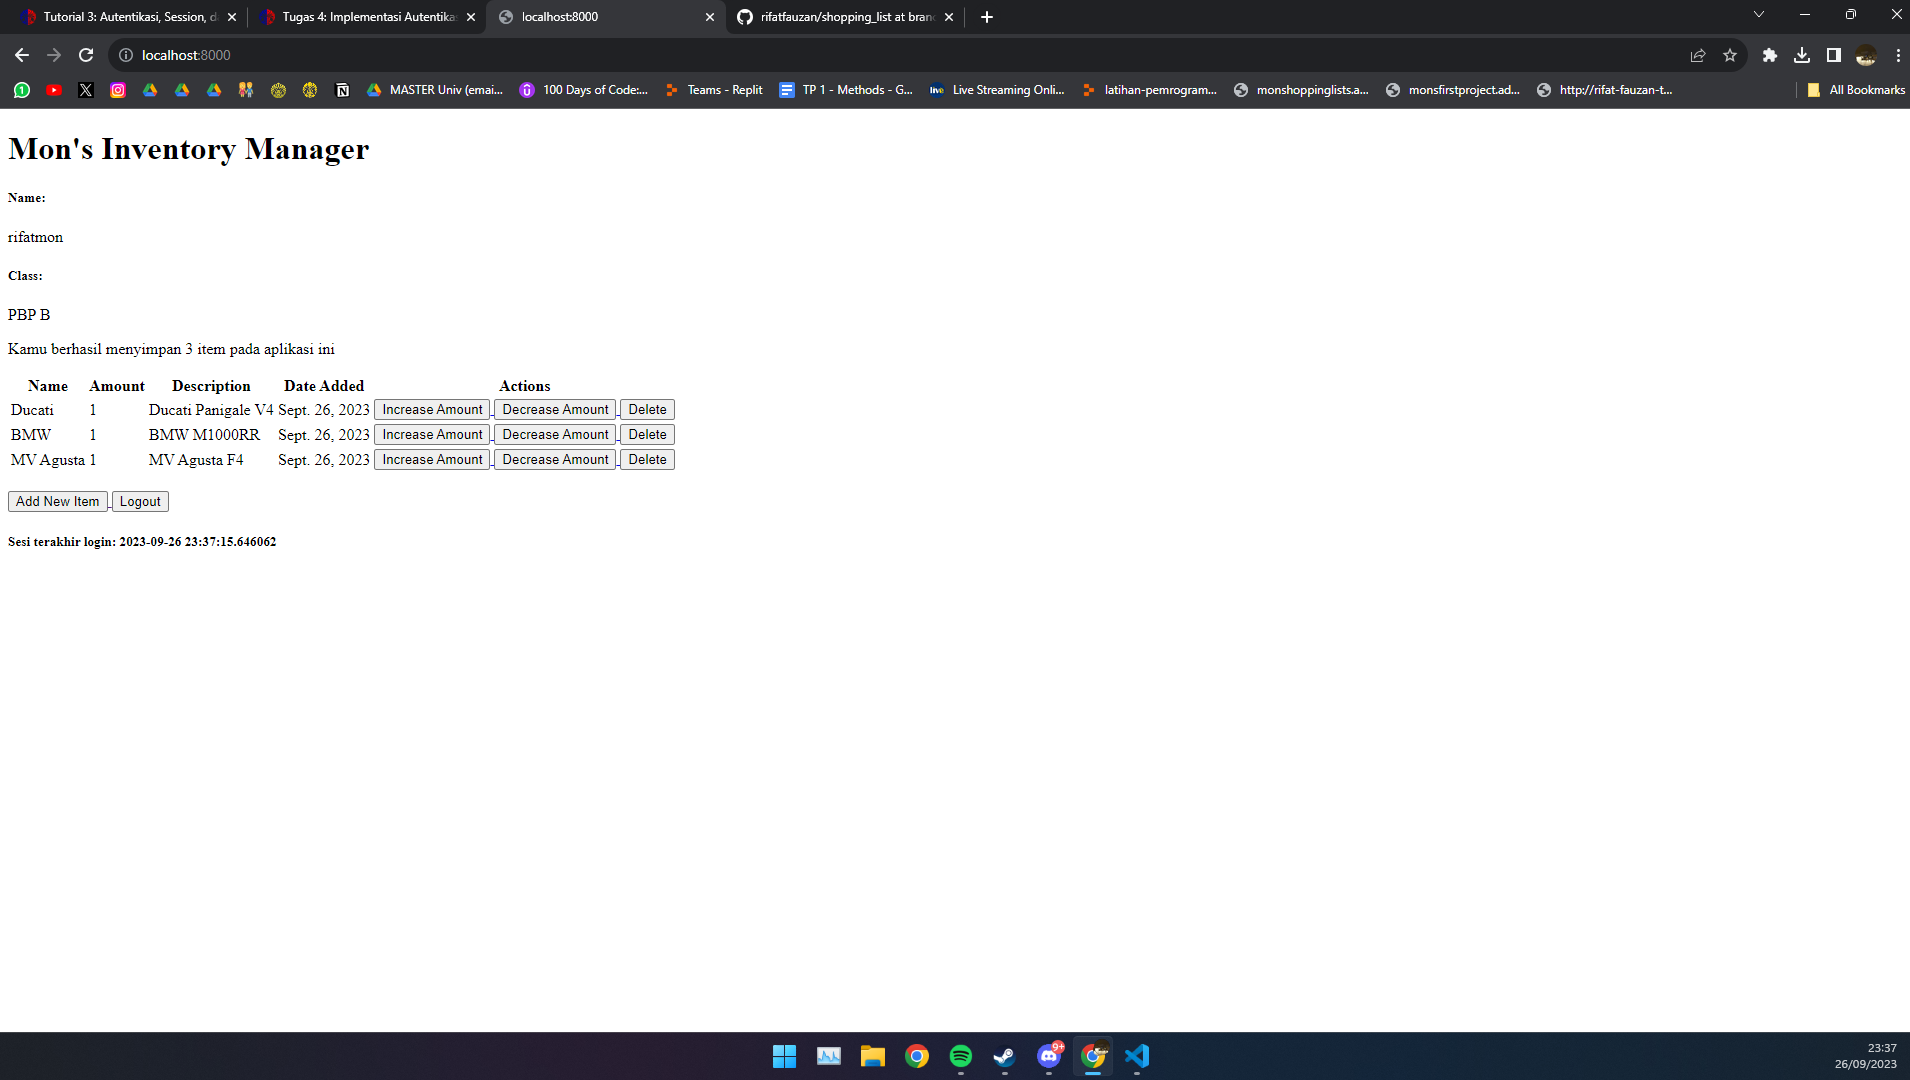 Tutorial 3: Autentikasi, Session, d
Tugas 4: Implementasi Autentika
localhost:8000
rifatfauzan/shopping_list at bran
localhost:8000
MASTER Univ (emai...
100 Days of Code:...
Teams - Replit
TP 1 - Methods - G...
Live Streaming Onli...
latihan-pemrogram...
monshoppinglists.a...
monsfirstproject.ad...
http://rifat-fauzan-t...
All Bookmarks
Mon's Inventory Manager
Name:
rifatmon
Class:
PBP B
Kamu berhasil menyimpan 3 item pada aplikasi ini
Name Amount Description Date Added Actions
Ducati 1 Ducati Panigale V4 Sept. 26, 2023 Increase Amount Decrease Amount Delete
BMW 1 BMW M1000RR Sept. 26, 2023 Increase Amount Decrease Amount Delete
MV Agusta 1 MV Agusta F4 Sept. 26, 2023 Increase Amount Decrease Amount Delete
Add New Item Logout
Sesi terakhir login: 2023-09-26 23:37:15.646062
9+
23:37
26/09/2023